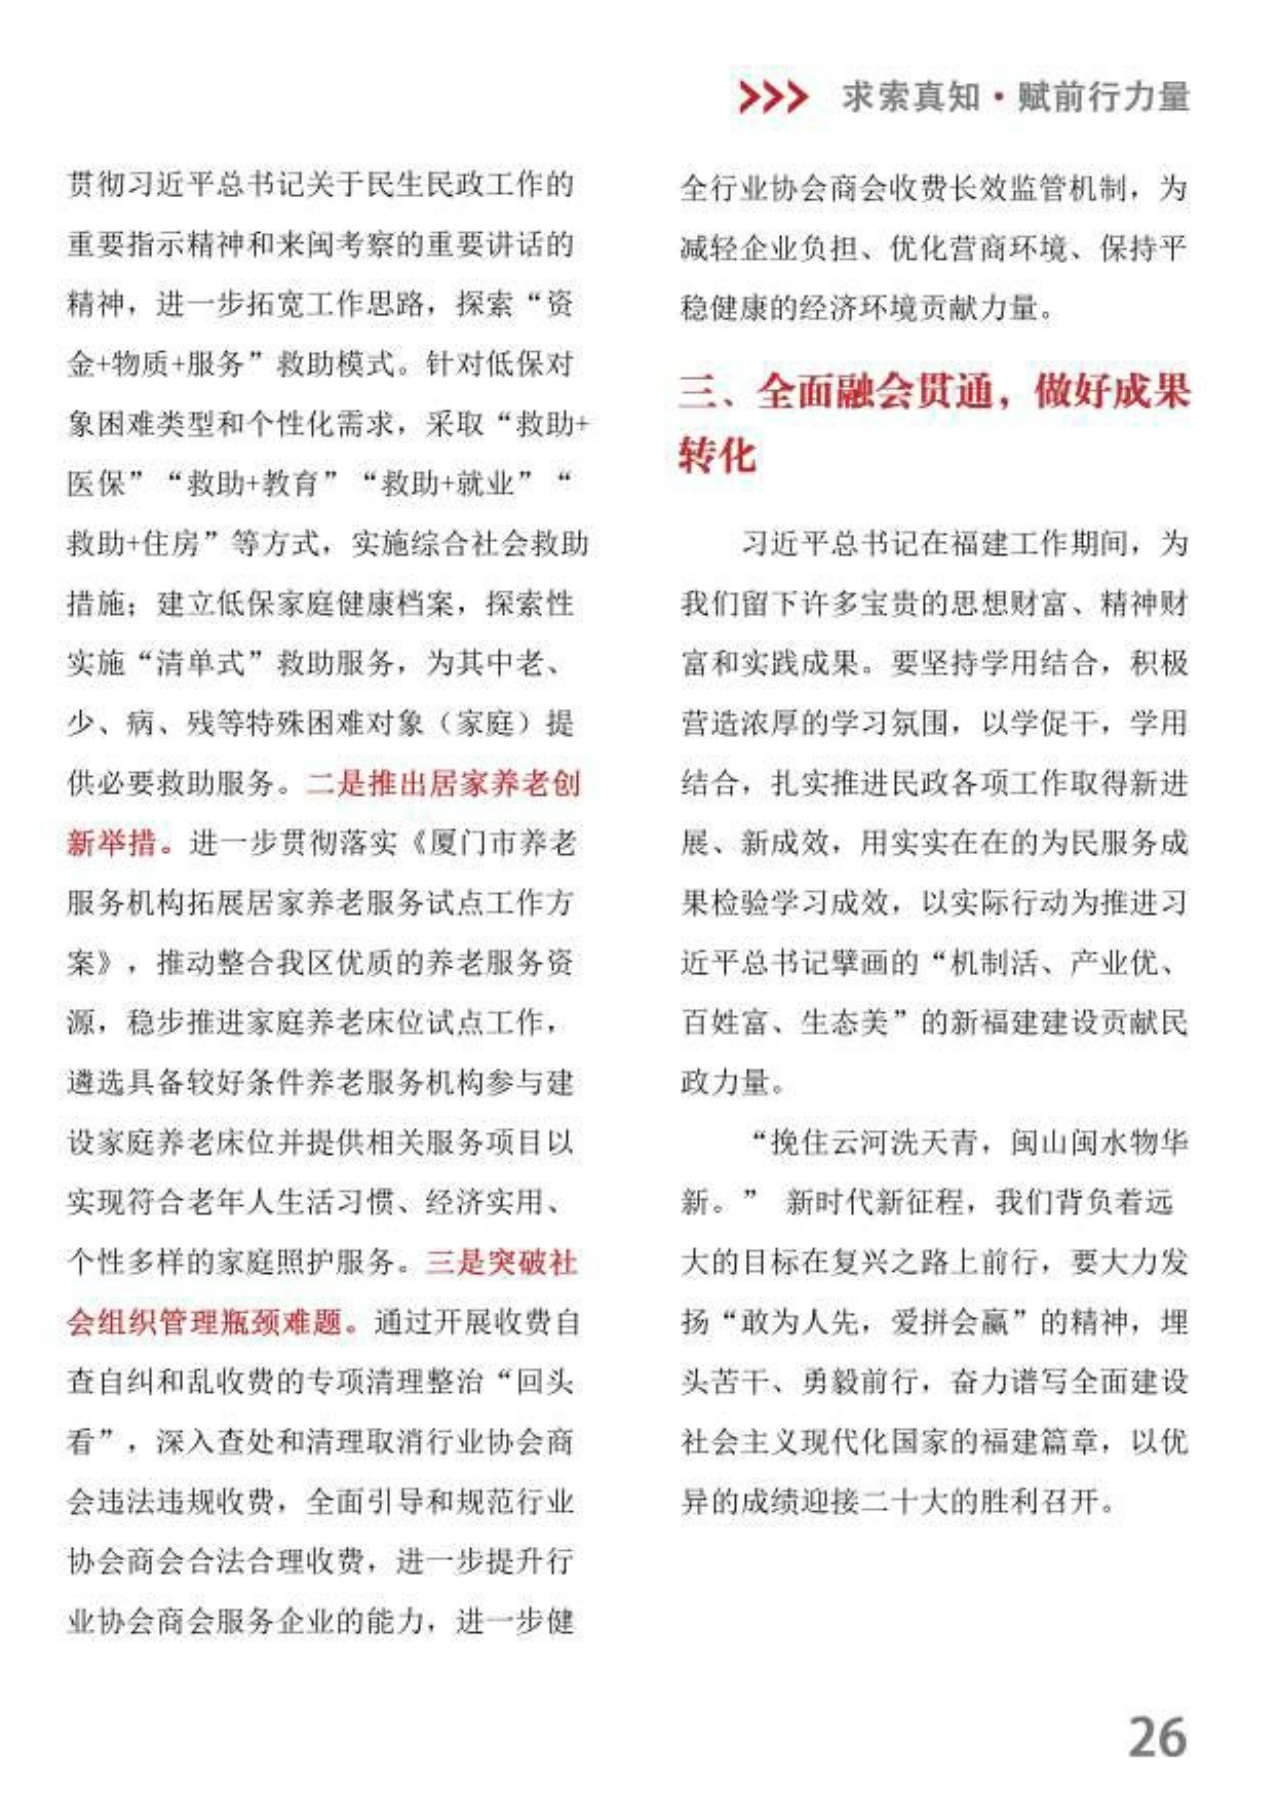 求索真知·赋前行力量
贯彻习近平总书记关于民生民政工作的
重要指示精神和来闽考察的重要讲话的
精神，进一步拓宽工作思路，探索“资
金+物质+服务”救助模式。针对低保对
象困难类型和个性化需求，采取“救助+
医保”“救助+教育”“救助+就业”“
救助+住房”等方式，实施综合社会救助
措施；建立低保家庭健康档案，探索性
实施“清单式”救助服务，为其中老、
少、病、残等特殊困难对象（家庭）提
供必要救助服务。二是推出居家养老创
新举措。进一步贯彻落实《厦门市养老
服务机构拓展居家养老服务试点工作方
案》，推动整合我区优质的养老服务资
源，稳步推进家庭养老床位试点工作，
遴选具备较好条件养老服务机构参与建
设家庭养老床位并提供相关服务项目以
实现符合老年人生活习惯、经济实用、
个性多样的家庭照护服务。三是突破社
会组织管理瓶颈难题。通过开展收费自
查自纠和乱收费的专项清理整治“回头
看”，深入查处和清理取消行业协会商
会违法违规收费，全面引导和规范行业
协会商会合法合理收费，进一步提升行
业协会商会服务企业的能力，进一步健
全行业协会商会收费长效监管机制，为
减轻企业负担、优化营商环境、保持平
稳健康的经济环境贡献力量。
三、全面融会贯通，做好成果
转化
习近平总书记在福建工作期间，为
我们留下许多宝贵的思想财富、精神财
富和实践成果。要坚持学用结合，积极
营造浓厚的学习氛围，以学促干，学用
结合，扎实推进民政各项工作取得新进
展、新成效，用实实在在的为民服务成
果检验学习成效，以实际行动为推进习
近平总书记擘画的“机制活、产业优、
百姓富、生态美”的新福建建设贡献民
政力量。
“挽住云河洗天青，闽山闽水物华
新。” 新时代新征程，我们背负着远
大的目标在复兴之路上前行，要大力发
扬“敢为人先，爱拼会赢”的精神，埋
头苦干、勇毅前行，奋力谱写全面建设
社会主义现代化国家的福建篇章，以优
异的成绩迎接二十大的胜利召开。
26